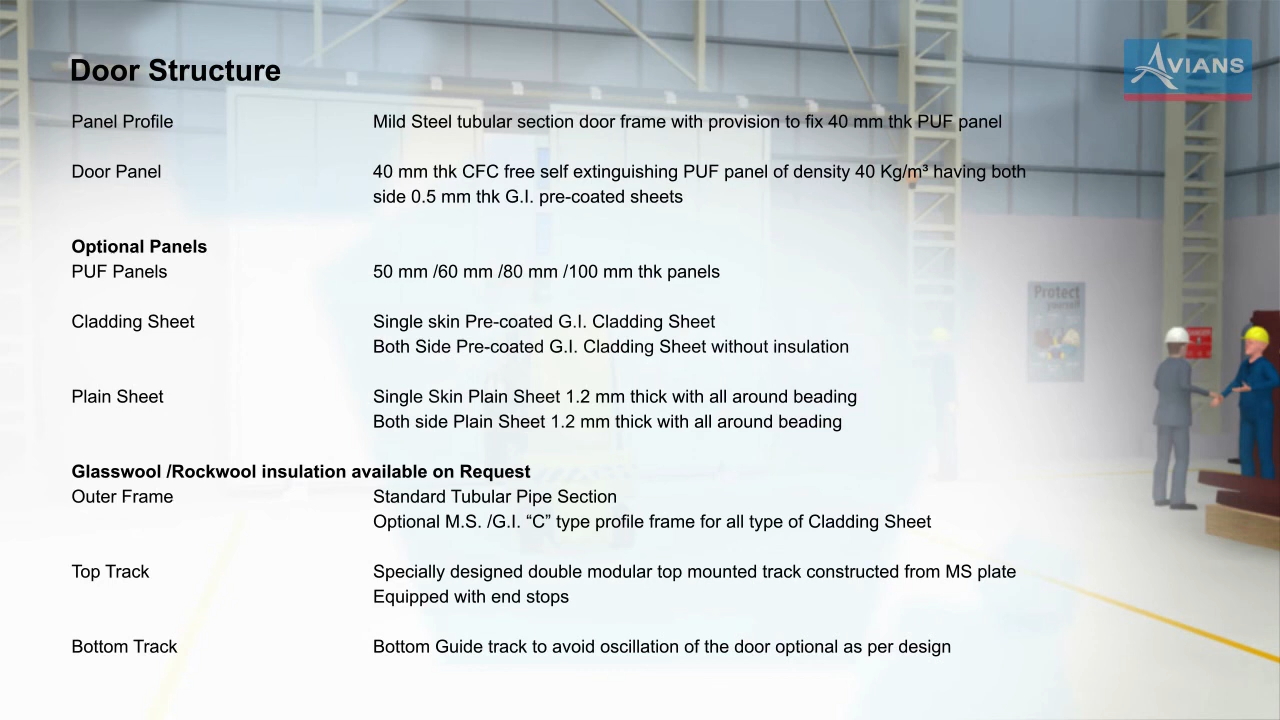 Door Structure
AVIANS
Panel Profile Mild Steel tubular section door frame with provision to fix 40 mm thk PUF panel
Door Panel 40 mm thk CFC free self extinguishing PUF panel of density 40 Kg/m³ having both
side 0.5 mm thk G.I. pre-coated sheets
Optional Panels
PUF Panels 50 mm /60 mm /80 mm /100 mm thk panels
Cladding Sheet Single skin Pre-coated G.I. Cladding Sheet
Both Side Pre-coated G.I. Cladding Sheet without insulation
Plain Sheet Single Skin Plain Sheet 1.2 mm thick with all around beading
Both side Plain Sheet 1.2 mm thick with all around beading
Glasswool /Rockwool insulation available on Request
Outer Frame Standard Tubular Pipe Section
Optional M.S. /G.I. “C” type profile frame for all type of Cladding Sheet
Top Track Specially designed double modular top mounted track constructed from MS plate
Equipped with end stops
Bottom Track Bottom Guide track to avoid oscillation of the door optional as per design
Protect
yourself